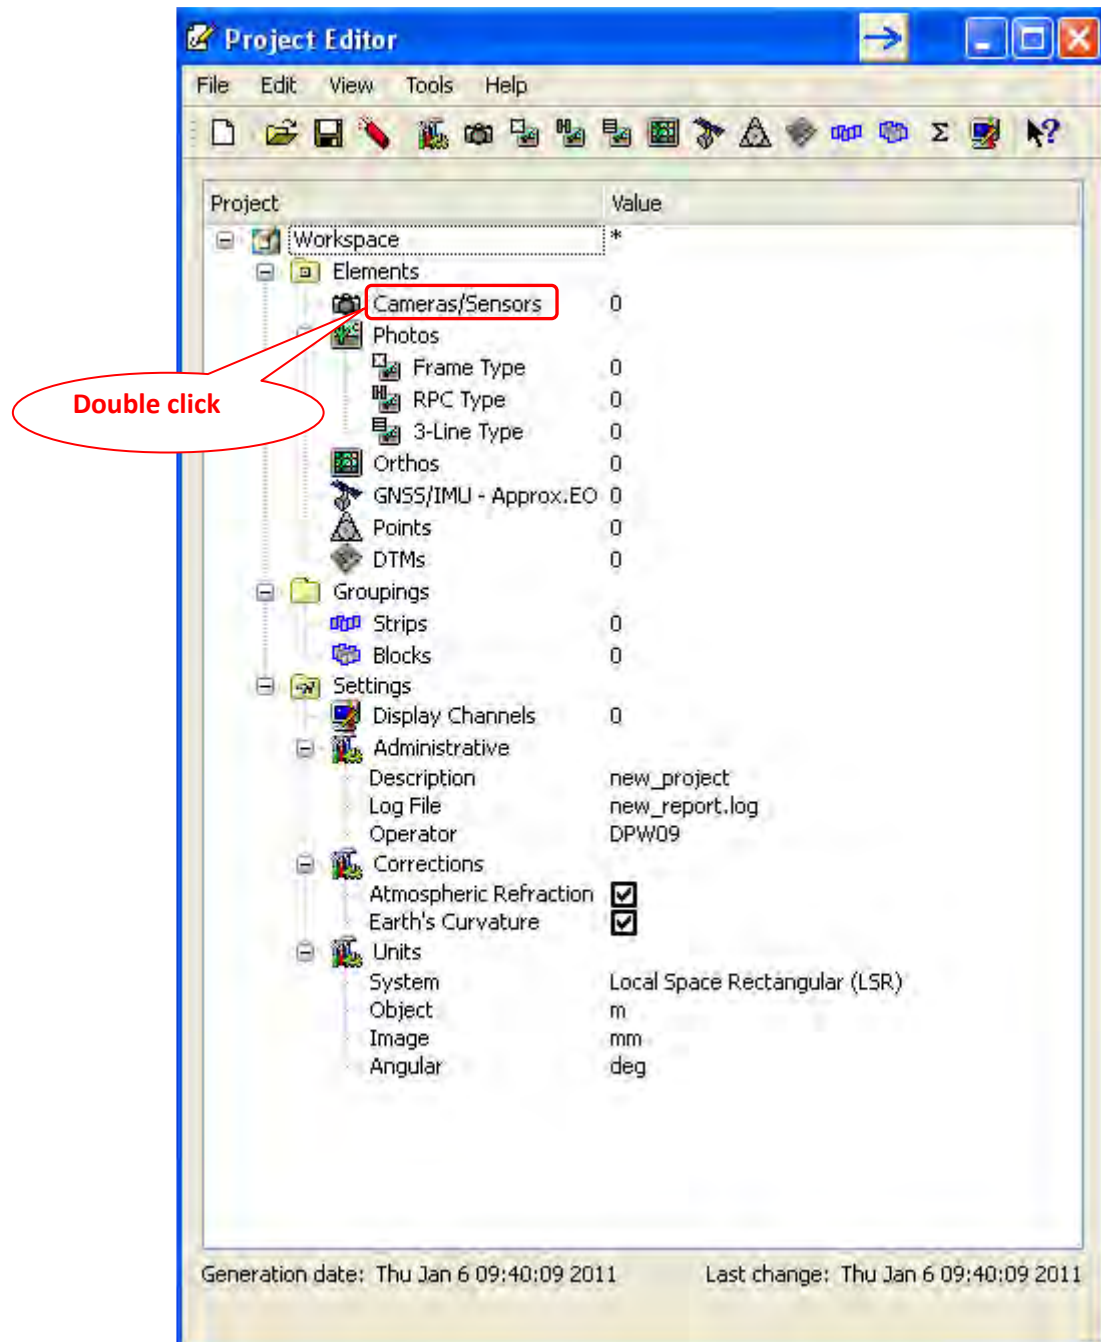 Project Editor
File Edit View Tools Help
Σ ?
Project Value
Workspace *
Elements
Cameras/Sensors 0
Photos
Frame Type 0
Double click
RPC Type 0
3-Line Type 0
Orthos 0
GNSS/IMU - Approx.EO 0
Points 0
DTMs 0
Groupings
Strips 0
Blocks 0
Settings
Display Channels 0
Administrative
Description new_project
Log File new_report.log
Operator DPW09
Corrections
Atmospheric Refraction
Earth's Curvature
Units
System Local Space Rectangular (LSR)
Object m
Image mm
Angular deg
Generation date: Thu Jan 6 09:40:09 2011 Last change: Thu Jan 6 09:40:09 2011